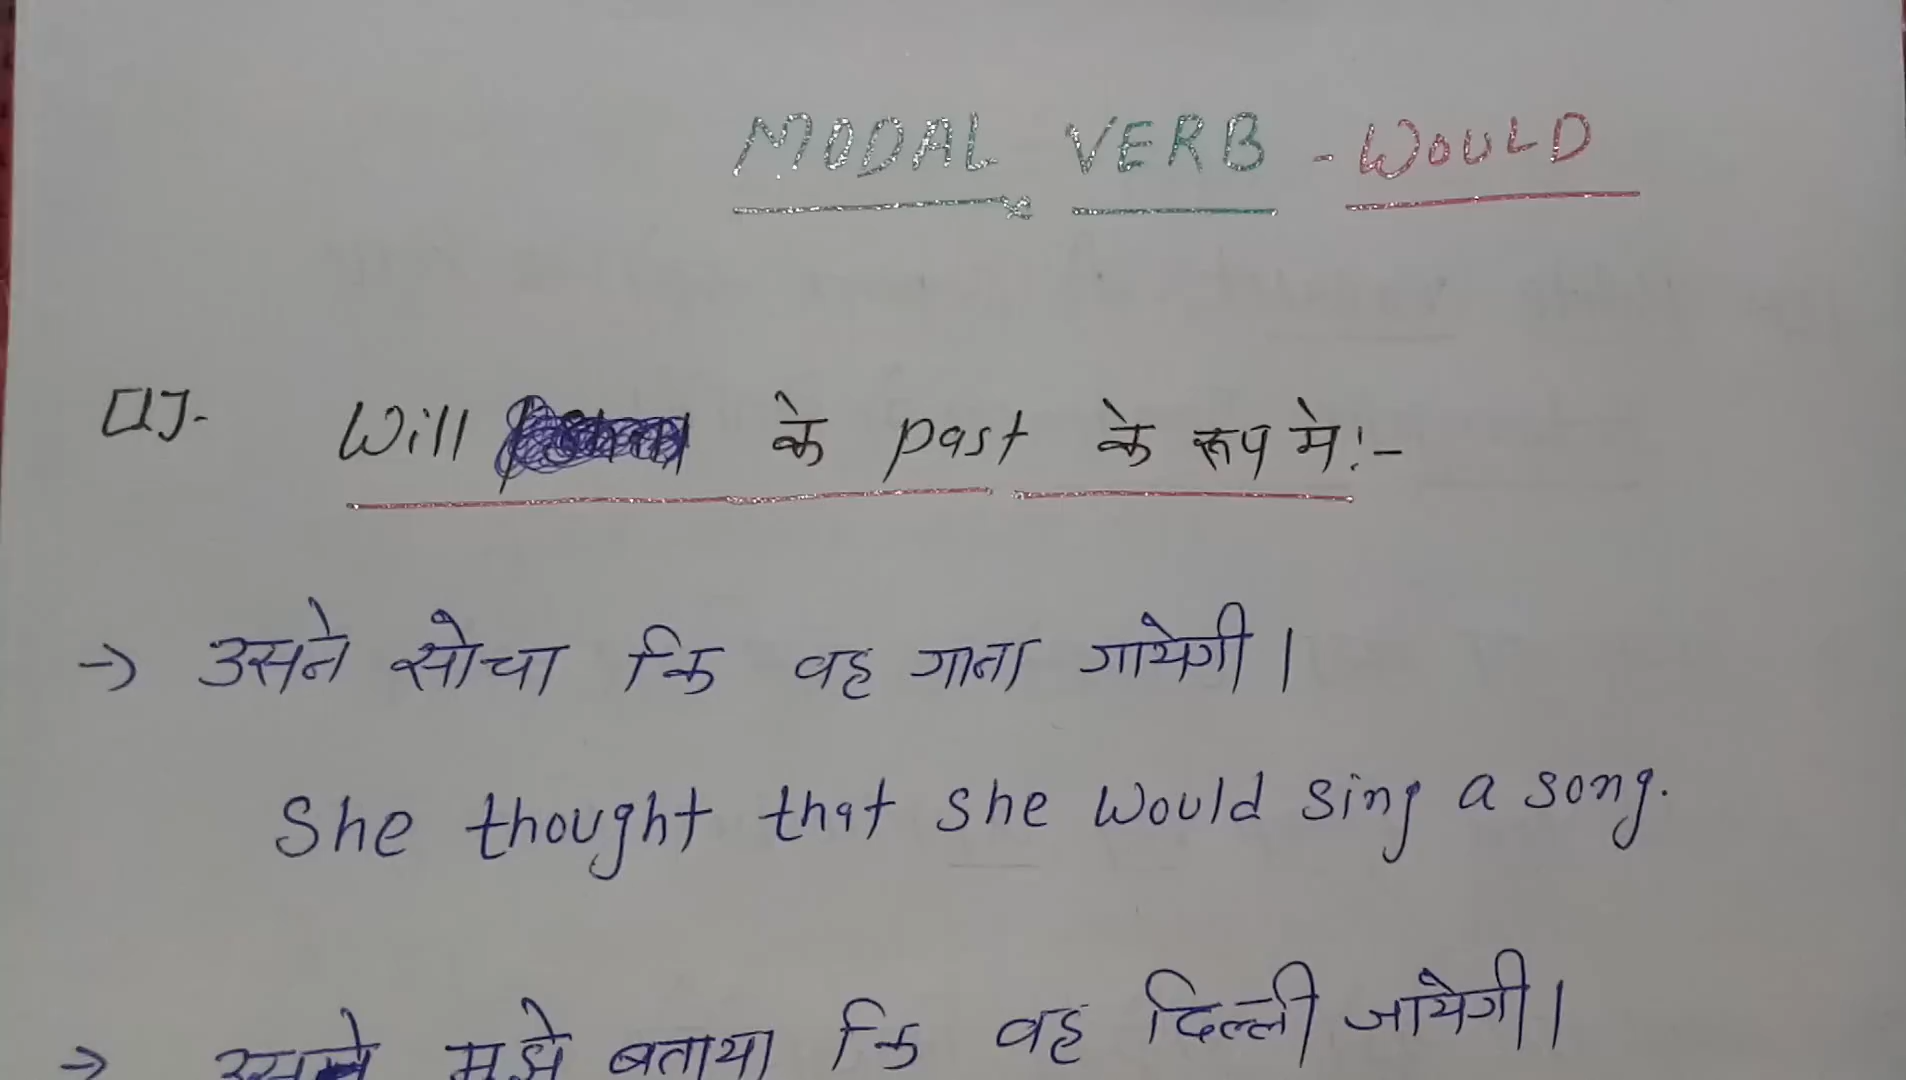 MODAL VERB - WOULD
[1]- Will के past के रूप मे:-
→ उसने सोचा कि वह गाना गायेगी।
She thought that she would sing a song.
→ उसने मुझे बताया कि वह दिल्ली जायेगी।